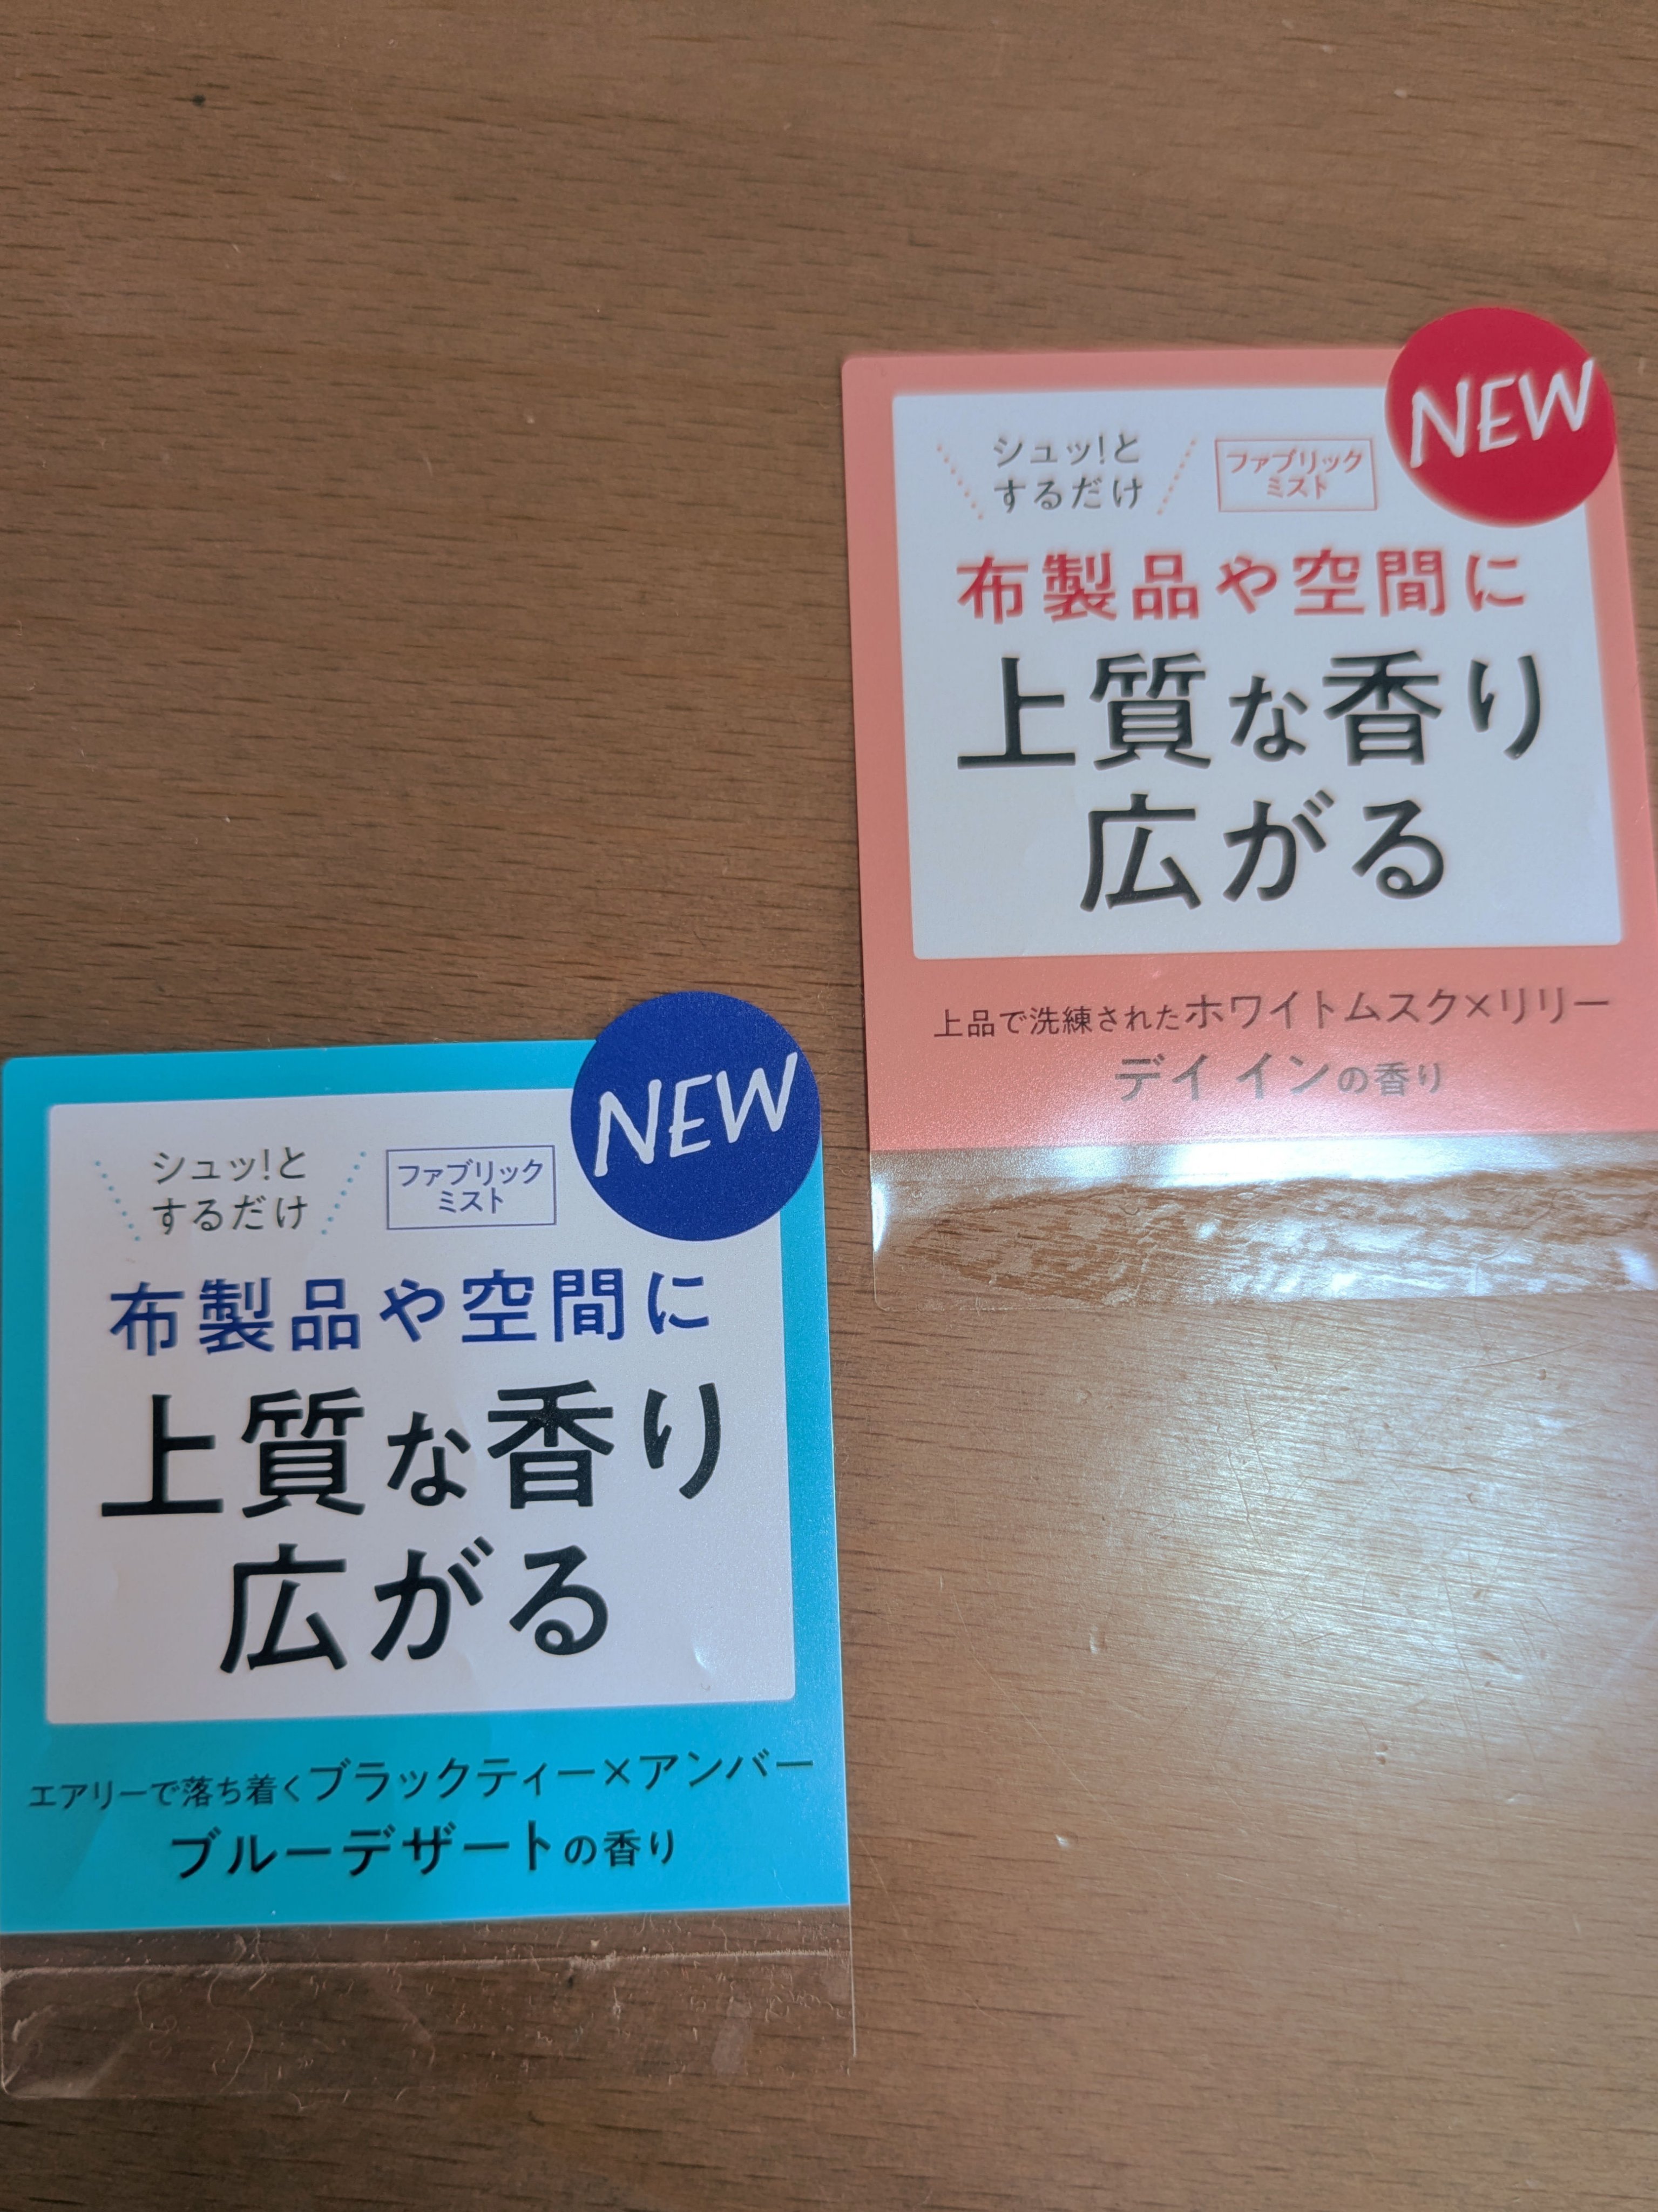 NEW
シュッ!と
するだけ
ファブリック
ミスト
布製品や空間に
上質な香り
広がる
上品で洗練されたホワイトムスク×リリー
デイ インの香り
NEW
シュッ!と
するだけ
ファブリック
ミスト
布製品や空間に
上質な香り
広がる
エアリーで落ち着くブラックティー×アンバー
ブルーデザートの香り